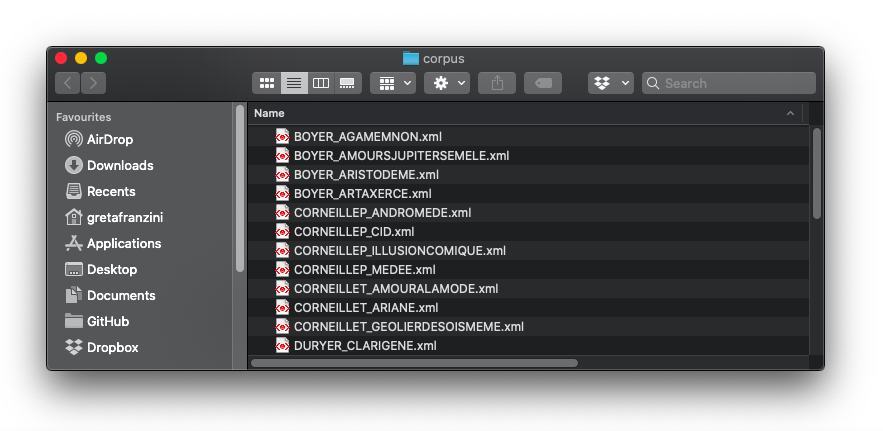 corpus
Search
Favourites
AirDrop
Downloads
Recents
gretafranzini
Applications
Desktop
Documents
GitHub
Dropbox
Name
BOYER_AGAMEMNON.xml
BOYER_AMOURSJUPITERSEMELE.xml
BOYER_ARISTODEME.xml
BOYER_ARTAXERCE.xml
CORNEILLEP_ANDROMEDE.xml
CORNEILLEP_CID.xml
CORNEILLEP_ILLUSIONCOMIQUE.xml
CORNEILLEP_MEDEE.xml
CORNEILLET_AMOURALAMODE.xml
CORNEILLET_ARIANE.xml
CORNEILLET_GEOLIERDESOISMEME.xml
DURYER_CLARIGENE.xml